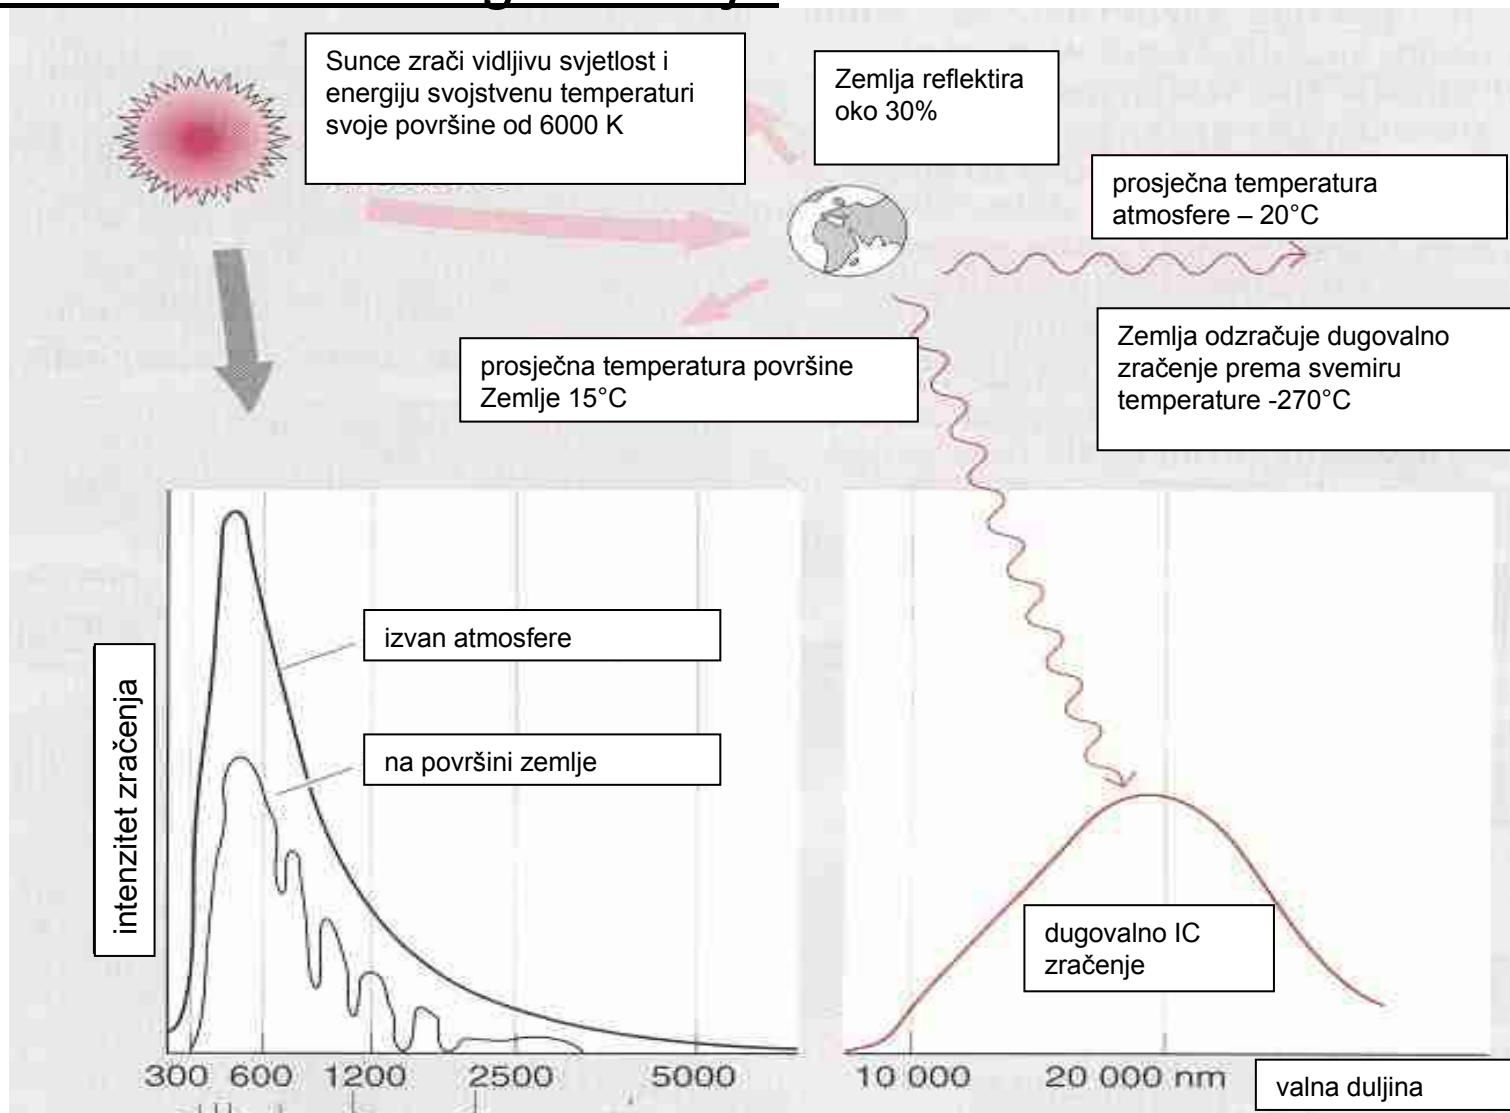 Sunce zrači vidljivu svjetlost i
energiju svojstvenu temperaturi
svoje površine od 6000 K
Zemlja reflektira
oko 30%
prosječna temperatura
atmosfere – 20°C
prosječna temperatura površine
Zemlje 15°C
Zemlja odzračuje dugovalno
zračenje prema svemiru
temperature -270°C
izvan atmosfere
na površini zemlje
intenzitet zračenja
dugovalno IC
zračenje
300 600 1200 2500 5000
10 000 20 000 nm
valna duljina